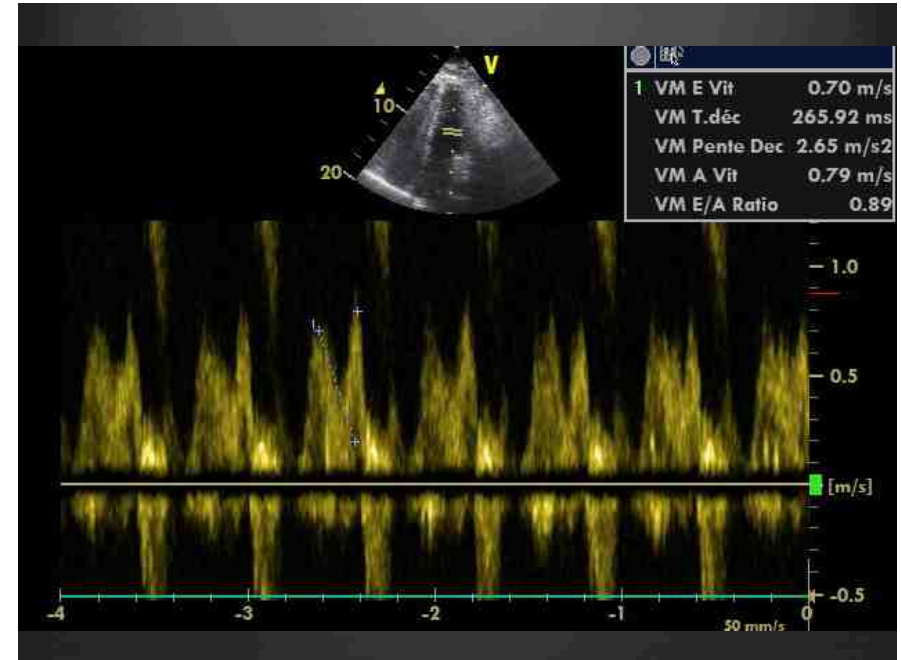 V
10
20
1 VM E Vit 0.70 m/s
VM T.déc 265.92 ms
VM Pente Dec 2.65 m/s2
VM A Vit 0.79 m/s
VM E/A Ratio 0.89
1.0
1
0.5
[m/s]
-0.5
-4 -3 -2 -1 0
50 mm/s